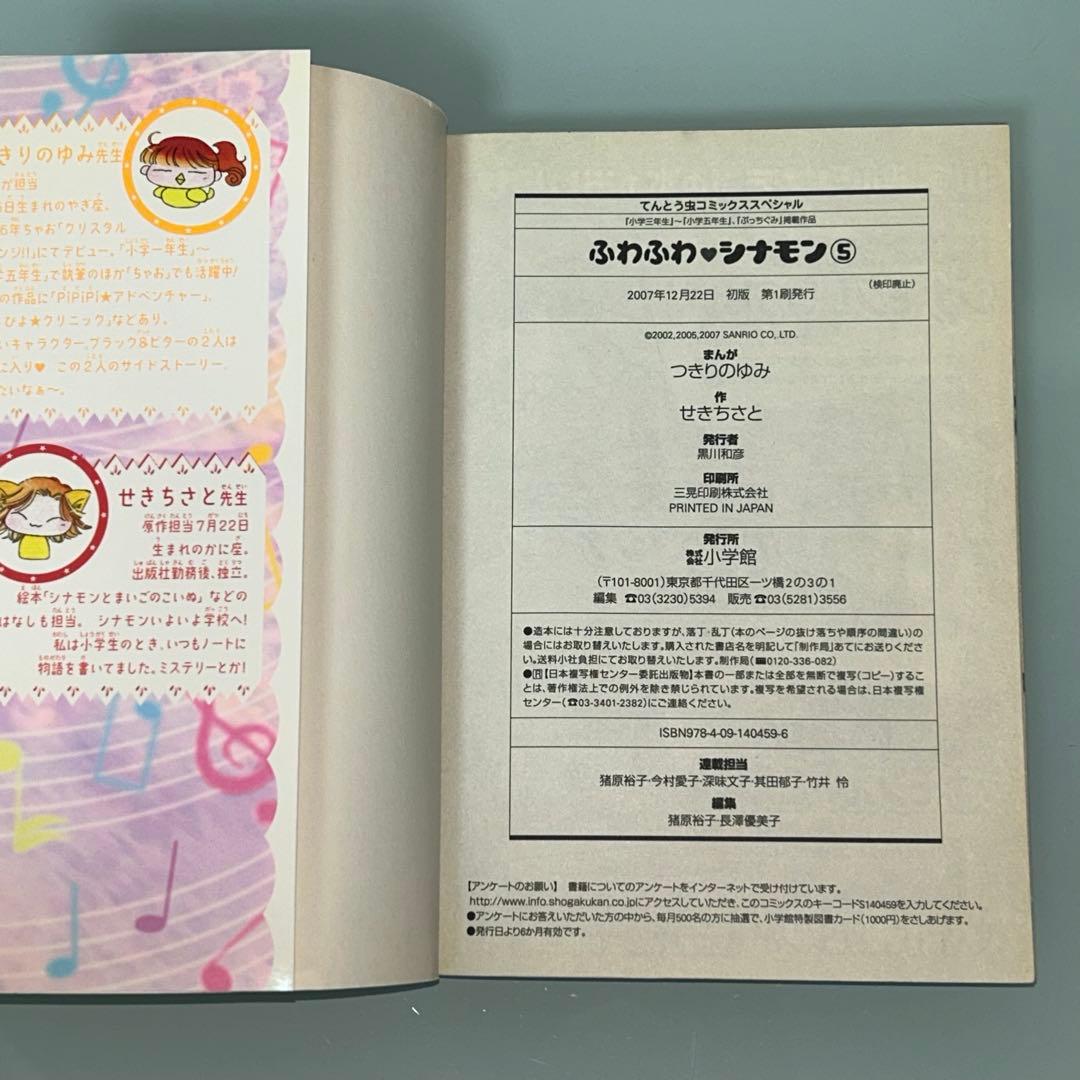 きりのゆみ先生
が担当
日生まれのやぎ座。
6年ちゃお「クリスタル
ンジ!!」にてデビュー。「小学一年生」〜
学五年生」で執筆のほか「ちゃお」でも活躍中!
の作品に「PiPiPi★アドベンチャー」、
ぴよ★クリニック」などあり。
いキャラクター、ブラック&ビターの2人は
に入り♥ この2人のサイドストーリー、
たいなぁ〜。
せきちさと先生
原作担当7月22日
生まれのかに座。
出版社勤務後、独立。
絵本「シナモンとまいごのこいぬ」などの
はなしも担当。 シナモンいよいよ学校へ!
私は小学生のとき、いつもノートに
物語を書いてました。ミステリーとか!
てんとう虫コミックススペシャル
「小学三年生」〜「小学五年生」、「ぷっちぐみ」掲載作品
ふわふわ♥シナモン⑤
(検印廃止)
2007年12月22日 初版 第1刷発行
©2002,2005,2007 SANRIO CO.,LTD.
まんが
つきりのゆみ
作
せきちさと
発行者
黒川和彦
印刷所
三晃印刷株式会社
PRINTED IN JAPAN
発行所
株式会社小学館
(〒101-8001)東京都千代田区一ツ橋2の3の1
編集 ☎03(3230)5394 販売 ☎03(5281)3556
●造本には十分注意しておりますが、落丁・乱丁(本のページの抜け落ちや順序の間違い)の
場合にはお取り替えいたします。購入された書店名を明記して「制作局」あてにお送りくださ
い。送料小社負担にてお取り替えいたします。制作局(☎0120-336-082)
●Ⓡ【日本複写権センター委託出版物】本書の一部または全部を無断で複写(コピー)するこ
とは、著作権法上での例外を除き禁じられています。複写を希望される場合は、日本複写権
センター(☎03-3401-2382)にご連絡ください。
ISBN978-4-09-140459-6
連載担当
猪原裕子・今村愛子・深味文子・其田郁子・竹井 怜
編集
猪原裕子・長澤優美子
【アンケートのお願い】 書籍についてのアンケートをインターネットで受け付けています。
http://www.info.shogakukan.co.jpにアクセスしていただき、このコミックスのキーコードS140459を入力してください。
●アンケートにお答えいただいた方の中から、毎月500名の方に抽選で、小学館特製図書カード(1000円)をさしあげます。
●発行日より6か月有効です。